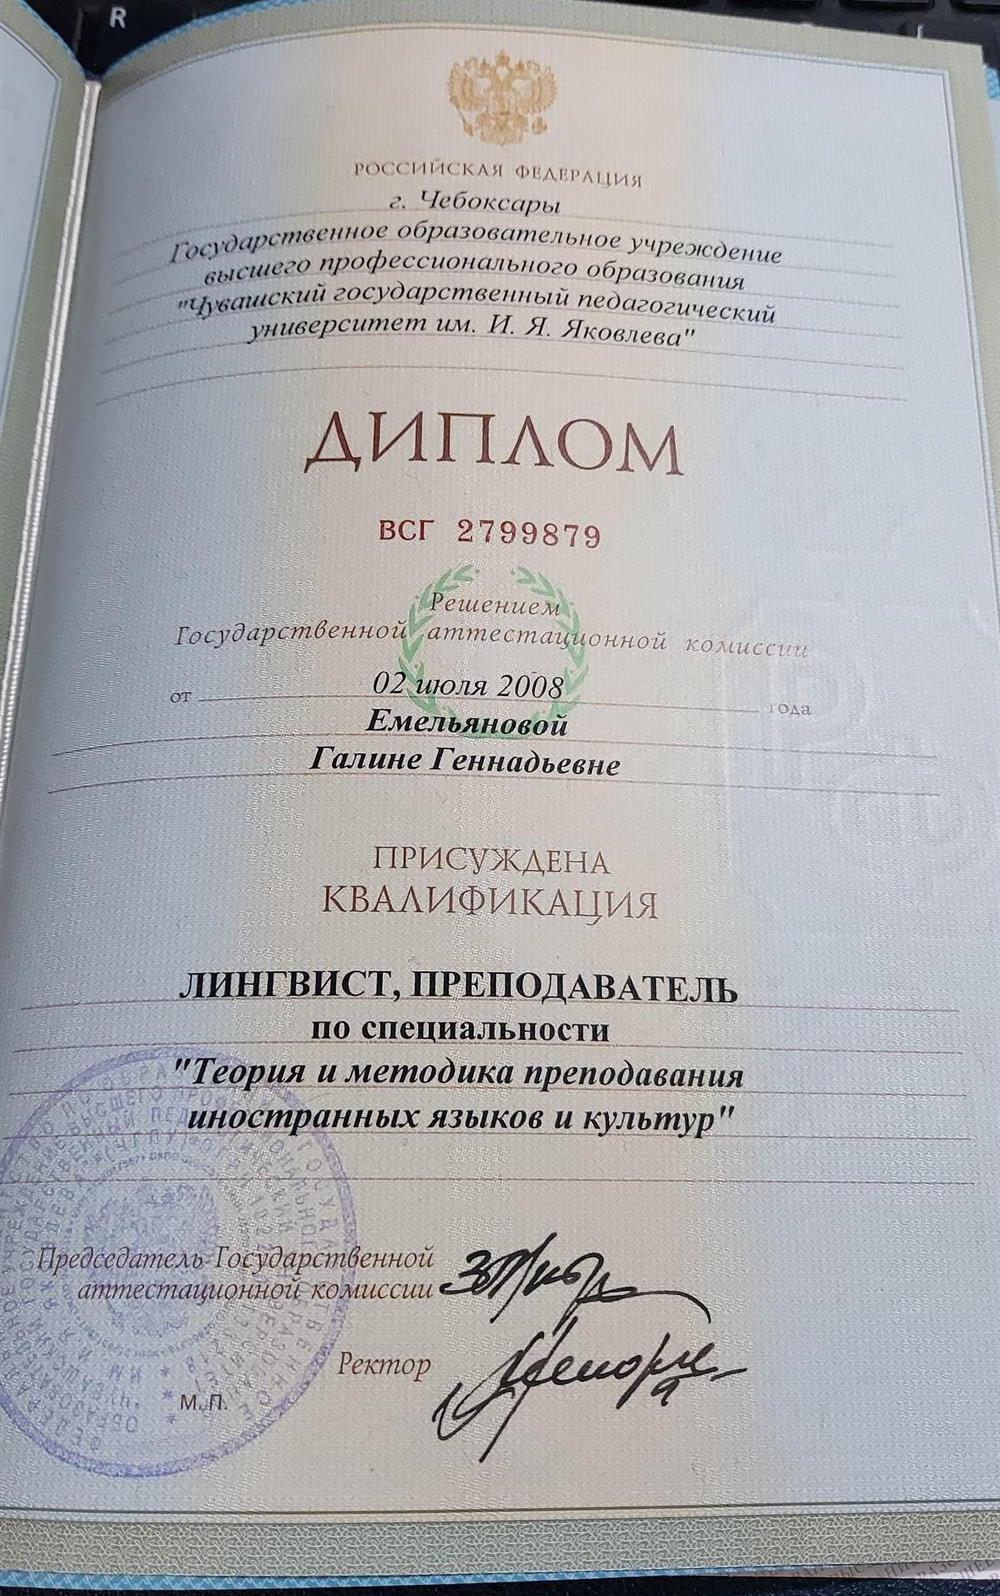 R
РОССИЙСКАЯ ФЕДЕРАЦИЯ
г. Чебоксары
Государственное образовательное учреждение
высшего профессионального образования
"Чувашский государственный педагогический
университет им. И. Я. Яковлева"
ДИПЛОМ
ВСГ 2799879
Решением
Государственной аттестационной комиссии
от 02 июля 2008 года
Емельяновой
Галине Геннадьевне
ПРИСУЖДЕНА
КВАЛИФИКАЦИЯ
ЛИНГВИСТ, ПРЕПОДАВАТЕЛЬ
по специальности
"Теория и методика преподавания
иностранных языков и культур"
Председатель Государственной
аттестационной комиссии
Ректор
М.П.